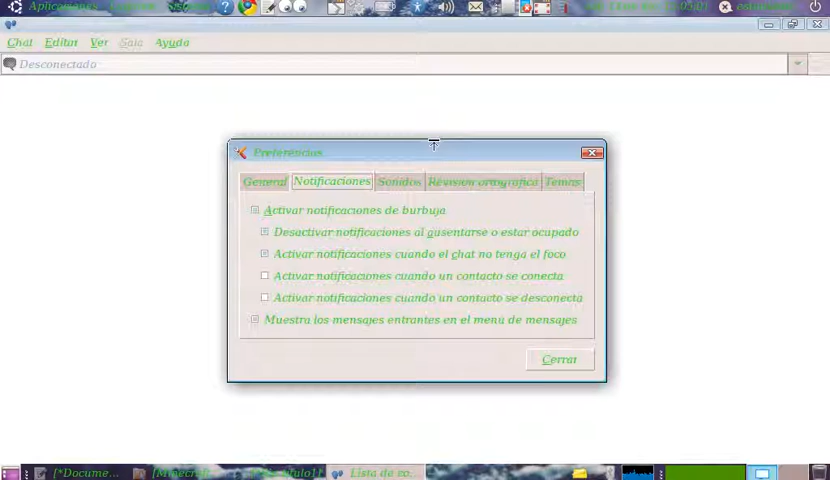 Aplicaciones
Chat Editar Ver Sala Ayuda
Desconectado
Preferencias
General Notificaciones Sonidos Revisión ortográfica Temas
Activar notificaciones de burbuja
Desactivar notificaciones al ausentarse o estar ocupado
Activar notificaciones cuando el chat no tenga el foco
Activar notificaciones cuando un contacto se conecta
Activar notificaciones cuando un contacto se desconecta
Muestra los mensajes entrantes en el menú de mensajes
Cerrar
[*Docume... [Minecraft Lista de co...